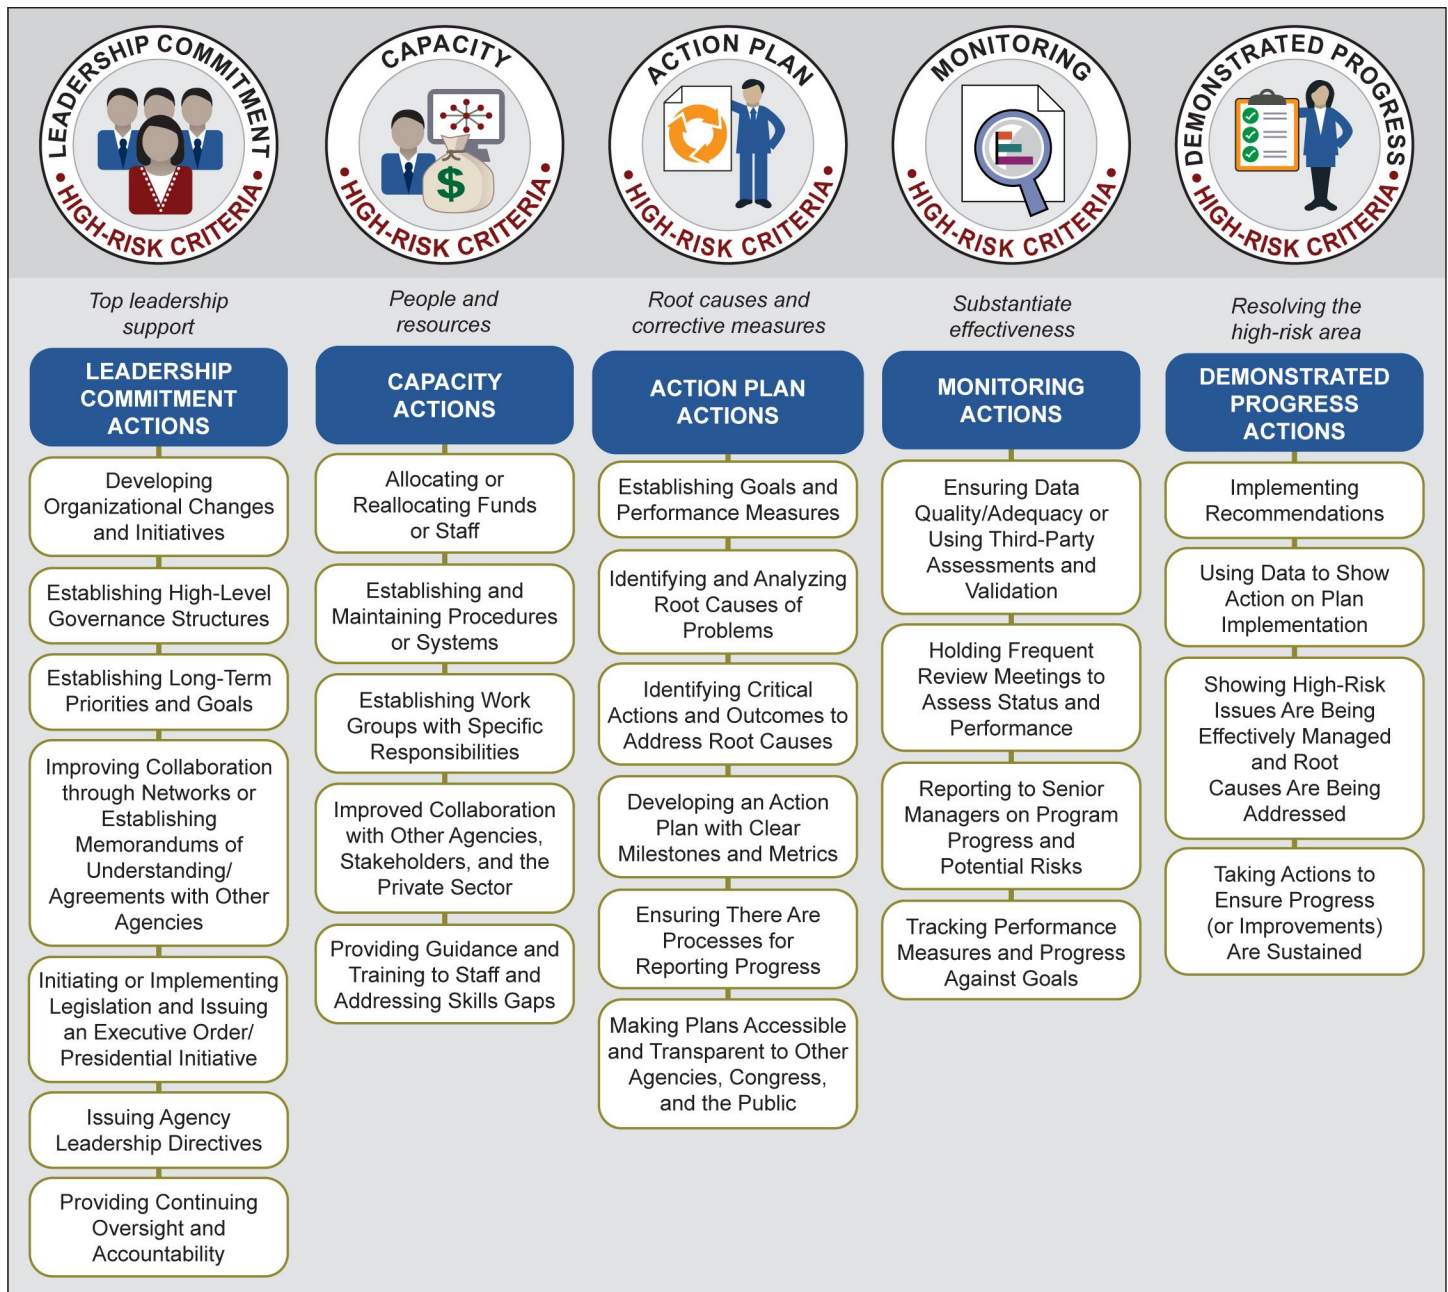 LEADERSHIP COMMITMENT
• HIGH-RISK CRITERIA •
CAPACITY
• HIGH-RISK CRITERIA •
ACTION PLAN
• HIGH-RISK CRITERIA •
MONITORING
• HIGH-RISK CRITERIA •
DEMONSTRATED PROGRESS
• HIGH-RISK CRITERIA •
$
Top leadership
support
LEADERSHIP
COMMITMENT
ACTIONS
Developing
Organizational Changes
and Initiatives
Establishing High-Level
Governance Structures
Establishing Long-Term
Priorities and Goals
Improving Collaboration
through Networks or
Establishing
Memorandums of
Understanding/
Agreements with Other
Agencies
Initiating or Implementing
Legislation and Issuing
an Executive Order/
Presidential Initiative
Issuing Agency
Leadership Directives
Providing Continuing
Oversight and
Accountability
People and
resources
CAPACITY
ACTIONS
Allocating or
Reallocating Funds
or Staff
Establishing and
Maintaining Procedures
or Systems
Establishing Work
Groups with Specific
Responsibilities
Improved Collaboration
with Other Agencies,
Stakeholders, and the
Private Sector
Providing Guidance and
Training to Staff and
Addressing Skills Gaps
Root causes and
corrective measures
ACTION PLAN
ACTIONS
Establishing Goals and
Performance Measures
Identifying and Analyzing
Root Causes of
Problems
Identifying Critical
Actions and Outcomes to
Address Root Causes
Developing an Action
Plan with Clear
Milestones and Metrics
Ensuring There Are
Processes for
Reporting Progress
Making Plans Accessible
and Transparent to Other
Agencies, Congress,
and the Public
Substantiate
effectiveness
MONITORING
ACTIONS
Ensuring Data
Quality/Adequacy or
Using Third-Party
Assessments and
Validation
Holding Frequent
Review Meetings to
Assess Status and
Performance
Reporting to Senior
Managers on Program
Progress and
Potential Risks
Tracking Performance
Measures and Progress
Against Goals
Resolving the
high-risk area
DEMONSTRATED
PROGRESS
ACTIONS
Implementing
Recommendations
Using Data to Show
Action on Plan
Implementation
Showing High-Risk
Issues Are Being
Effectively Managed
and Root
Causes Are Being
Addressed
Taking Actions to
Ensure Progress
(or Improvements)
Are Sustained